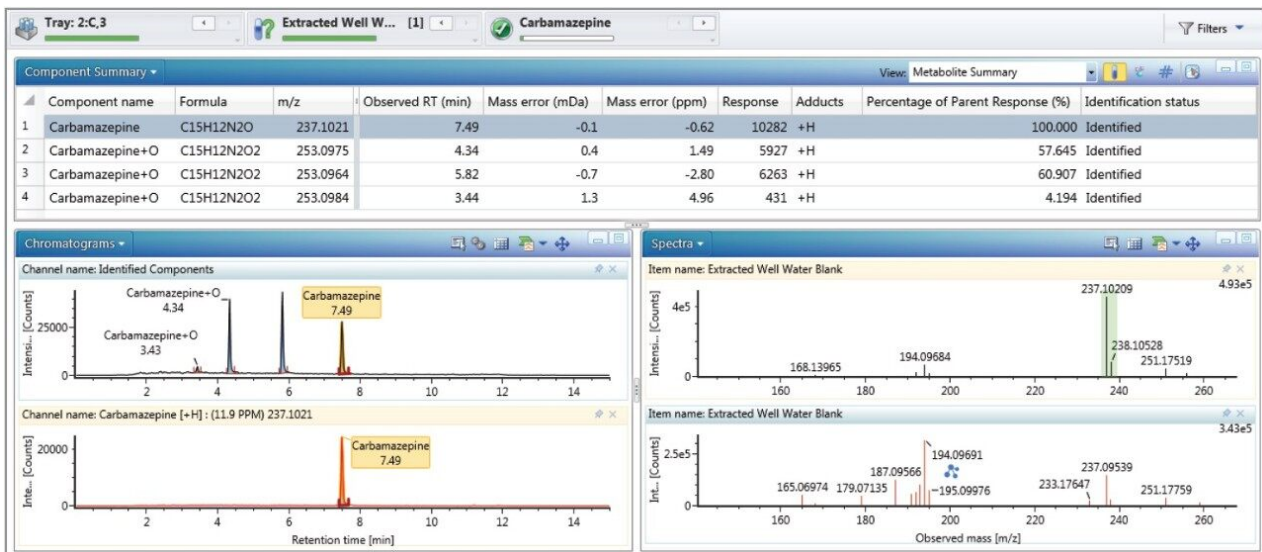 Tray: 2:C,3 Extracted Well W... [1] Carbamazepine Filters
Component Summary View: Metabolite Summary
Component name Formula m/z Observed RT (min) Mass error (mDa) Mass error (ppm) Response Adducts Percentage of Parent Response (%) Identification status
1 Carbamazepine C15H12N2O 237.1021 7.49 -0.1 -0.62 10282 +H 100.000 Identified
2 Carbamazepine+O C15H12N2O2 253.0975 4.34 0.4 1.49 5927 +H 57.645 Identified
3 Carbamazepine+O C15H12N2O2 253.0964 5.82 -0.7 -2.80 6263 +H 60.907 Identified
4 Carbamazepine+O C15H12N2O2 253.0984 3.44 1.3 4.96 431 +H 4.194 Identified
Chromatograms
Channel name: Identified Components
Intensi... [Counts]
25000
0
Carbamazepine+O
4.34
Carbamazepine+O
3.43
Carbamazepine
7.49
2 4 6 8 10 12 14
Channel name: Carbamazepine [+H] : (11.9 PPM) 237.1021
Inte... [Counts]
20000
0
Carbamazepine
7.49
2 4 6 8 10 12 14
Retention time [min]
Spectra
Item name: Extracted Well Water Blank
4.93e5
Intensi... [Counts]
4e5
0
237.10209
238.10528
251.17519
194.09684
168.13965
160 180 200 220 240 260
Item name: Extracted Well Water Blank
3.43e5
Int... [Counts]
2.5e5
0
194.09691
187.09566
237.09539
165.06974 179.07135
195.09976
233.17647
251.17759
160 180 200 220 240 260
Observed mass [m/z]